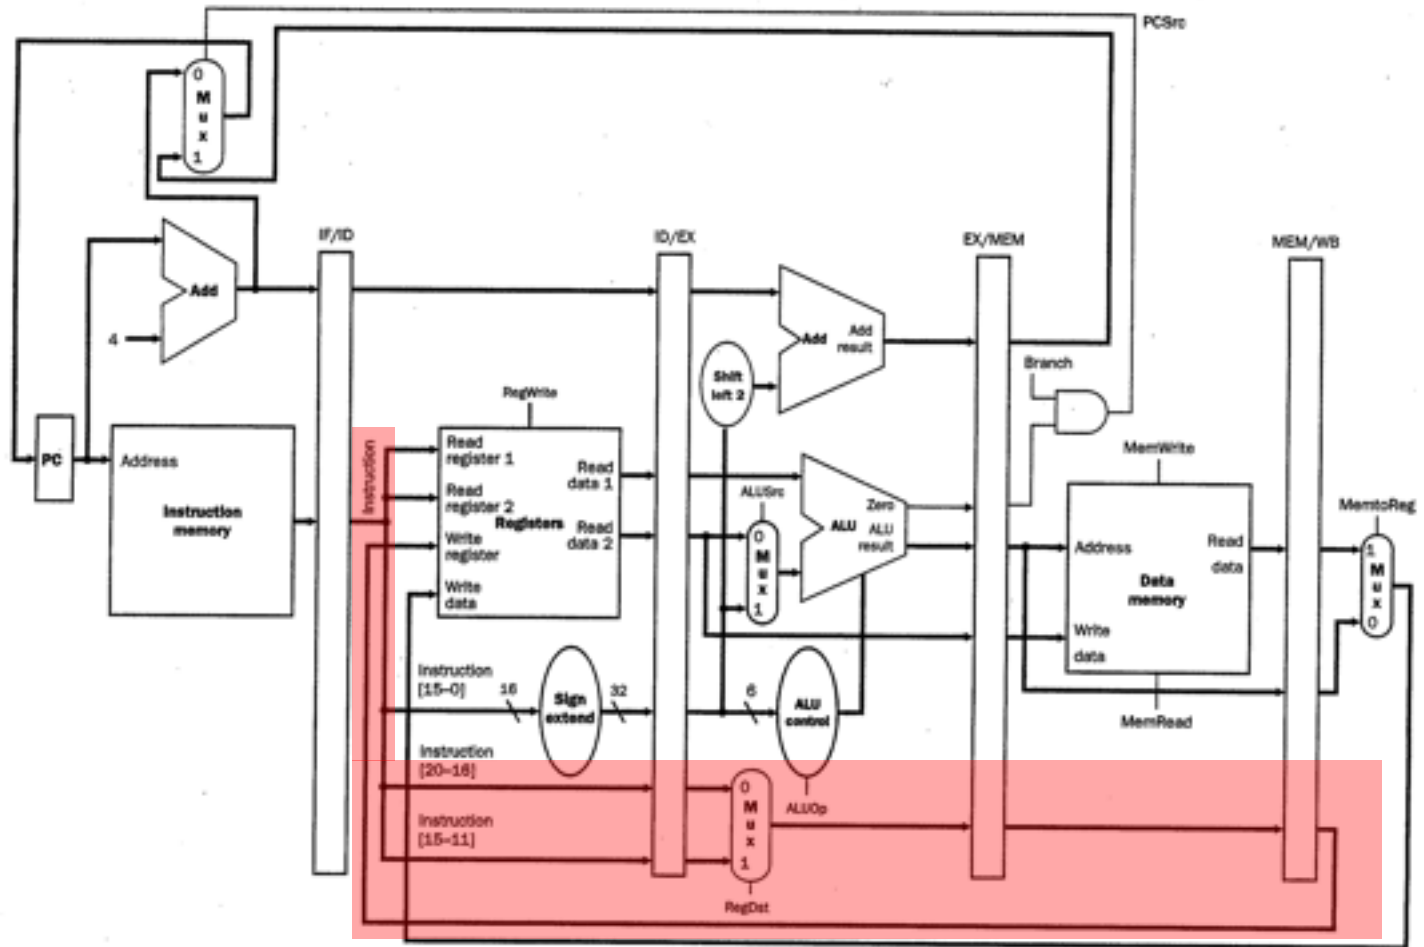 PCSrc
0
M
u
x
1
IF/ID
ID/EX
EX/MEM
MEM/WB
Add
4
Add
Add
result
Shift
left 2
Branch
RegWrite
PC
Address
Instruction
memory
Instruction
Read
register 1
Read
register 2
Write
register
Write
data
Registers
Read
data 1
Read
data 2
ALUSrc
0
M
u
x
1
Zero
ALU
ALU
result
MemWrite
Address
Read
data
Data
memory
Write
data
MemRead
MemtoReg
1
M
u
x
0
Instruction
[15–0]
16
Sign
extend
32
6
ALU
control
Instruction
[20–16]
ALUOp
0
M
u
x
1
Instruction
[15–11]
RegDst